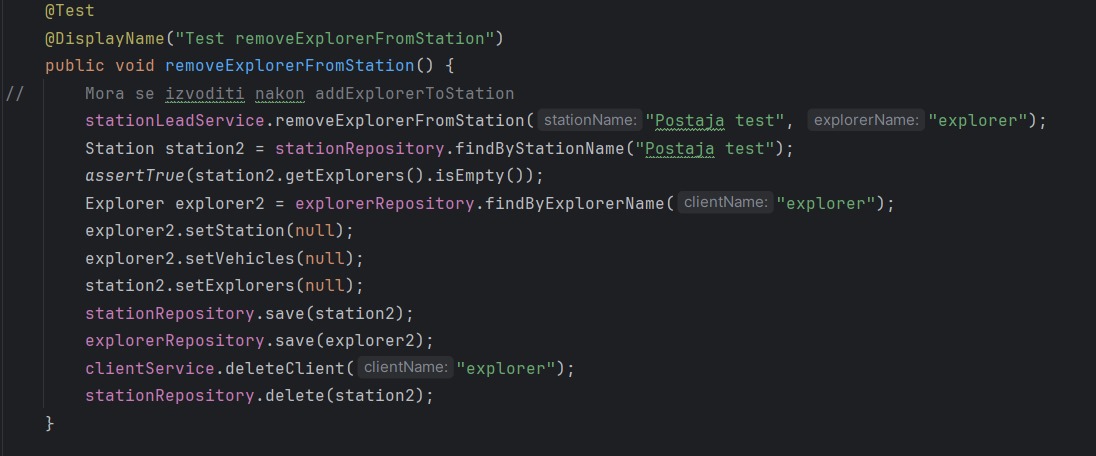 @Test
@DisplayName("Test removeExplorerFromStation")
public void removeExplorerFromStation() {
//      Mora se izvoditi nakon addExplorerToStation
stationLeadService.removeExplorerFromStation( stationName: "Postaja test", explorerName: "explorer");
Station station2 = stationRepository.findByStationName("Postaja test");
assertTrue(station2.getExplorers().isEmpty());
Explorer explorer2 = explorerRepository.findByExplorerName( clientName: "explorer");
explorer2.setStation(null);
explorer2.setVehicles(null);
station2.setExplorers(null);
stationRepository.save(station2);
explorerRepository.save(explorer2);
clientService.deleteClient( clientName: "explorer");
stationRepository.delete(station2);
}